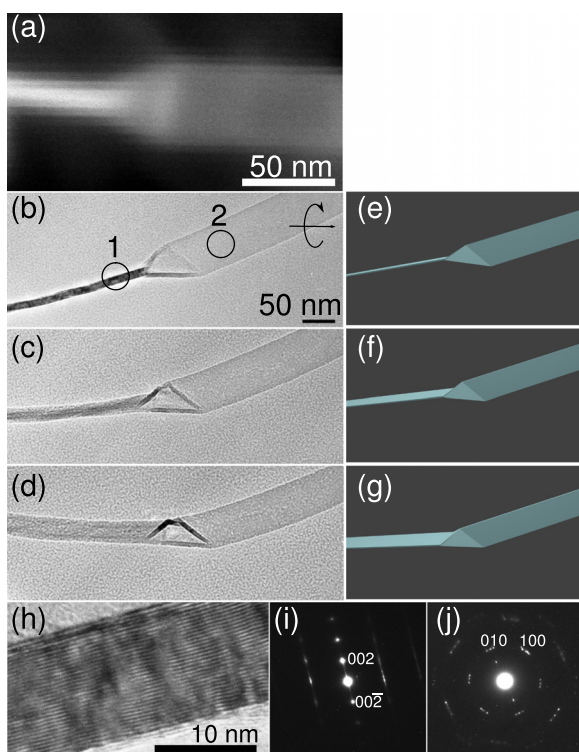 (a)
50 nm
(b)
1
2
50 nm
(e)
(c)
(f)
(d)
(g)
(h)
10 nm
(i)
002
002̅
(j)
010 100